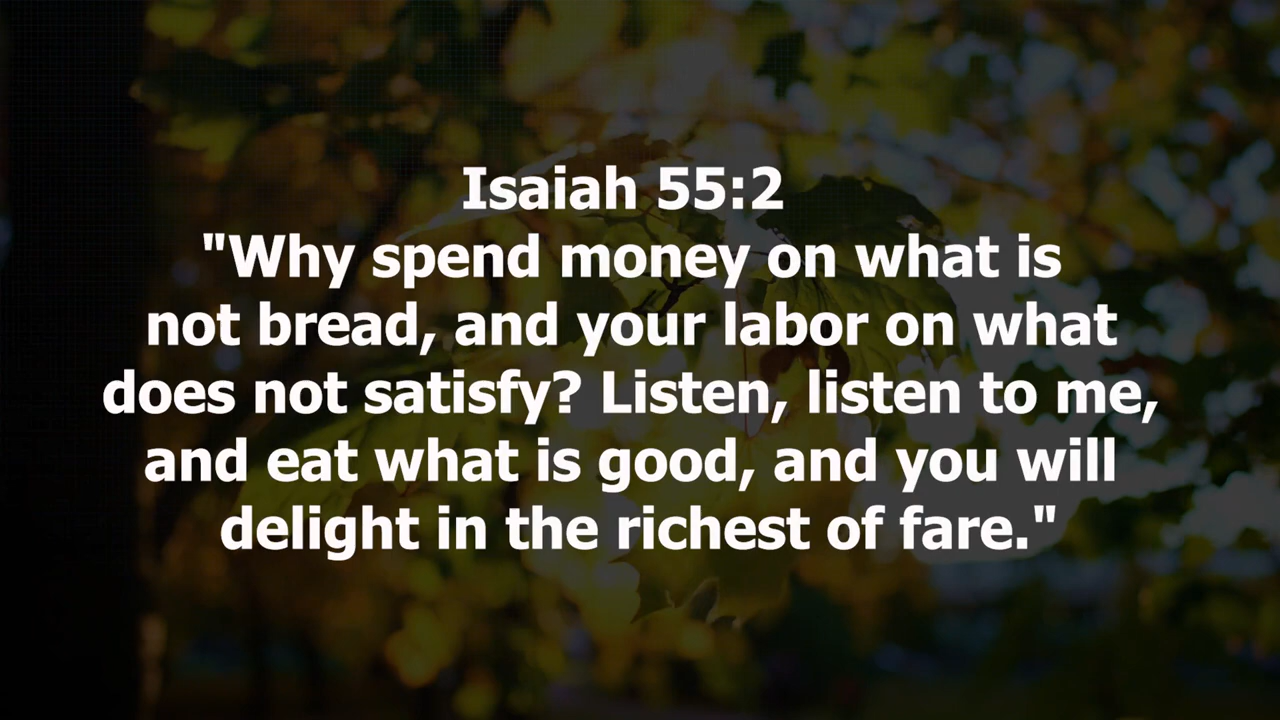 Isaiah 55:2
"Why spend money on what is
not bread, and your labor on what
does not satisfy? Listen, listen to me,
and eat what is good, and you will
delight in the richest of fare."